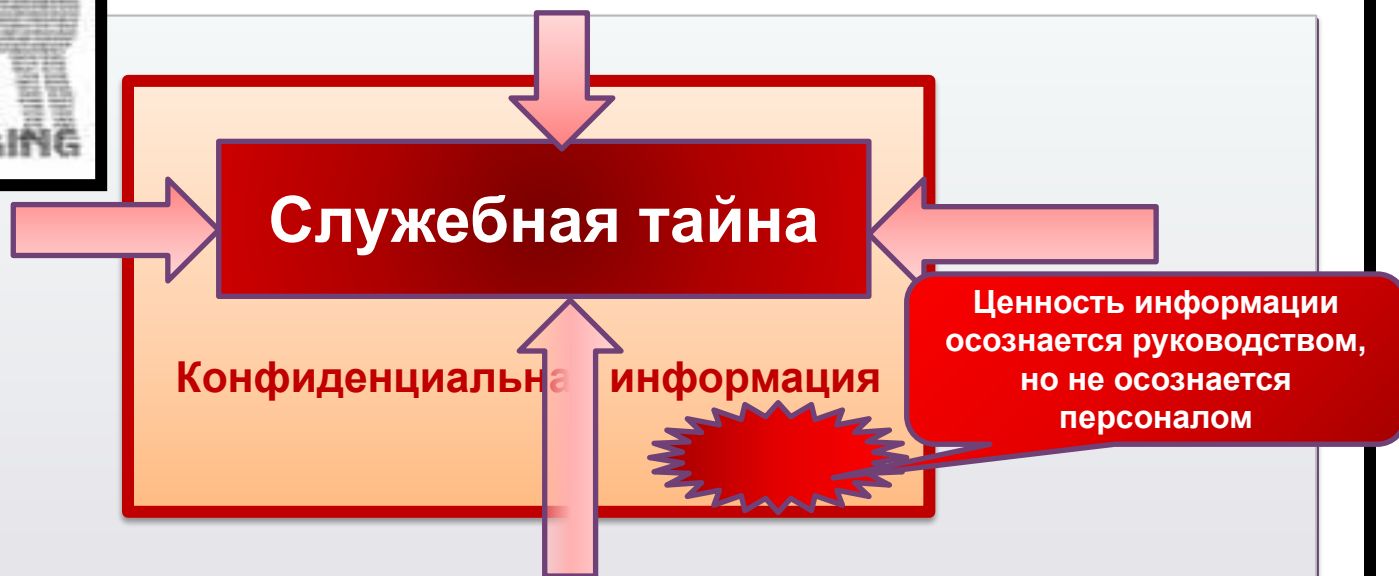 Служебная тайна
Ценность информации
осознается руководством,
но не осознается
персоналом
Конфиденциальна информация